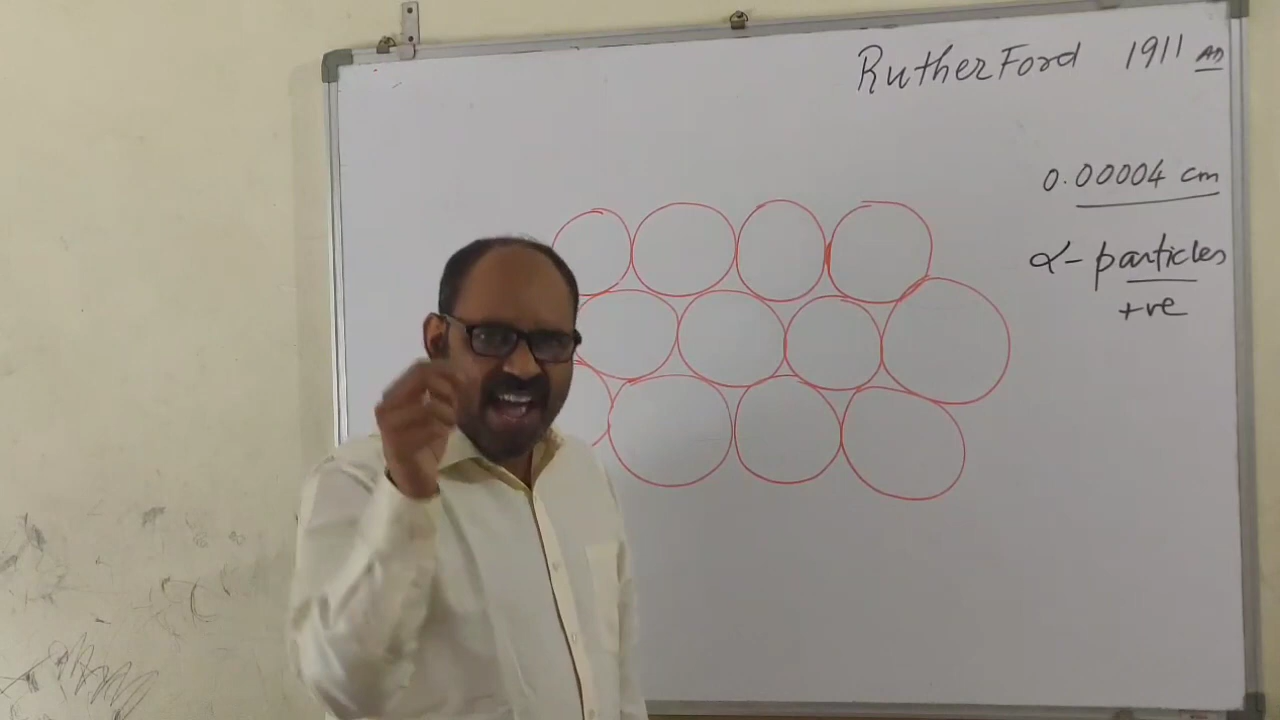 RutherFord 1911 AD
0.00004 cm
α- particles
+ve